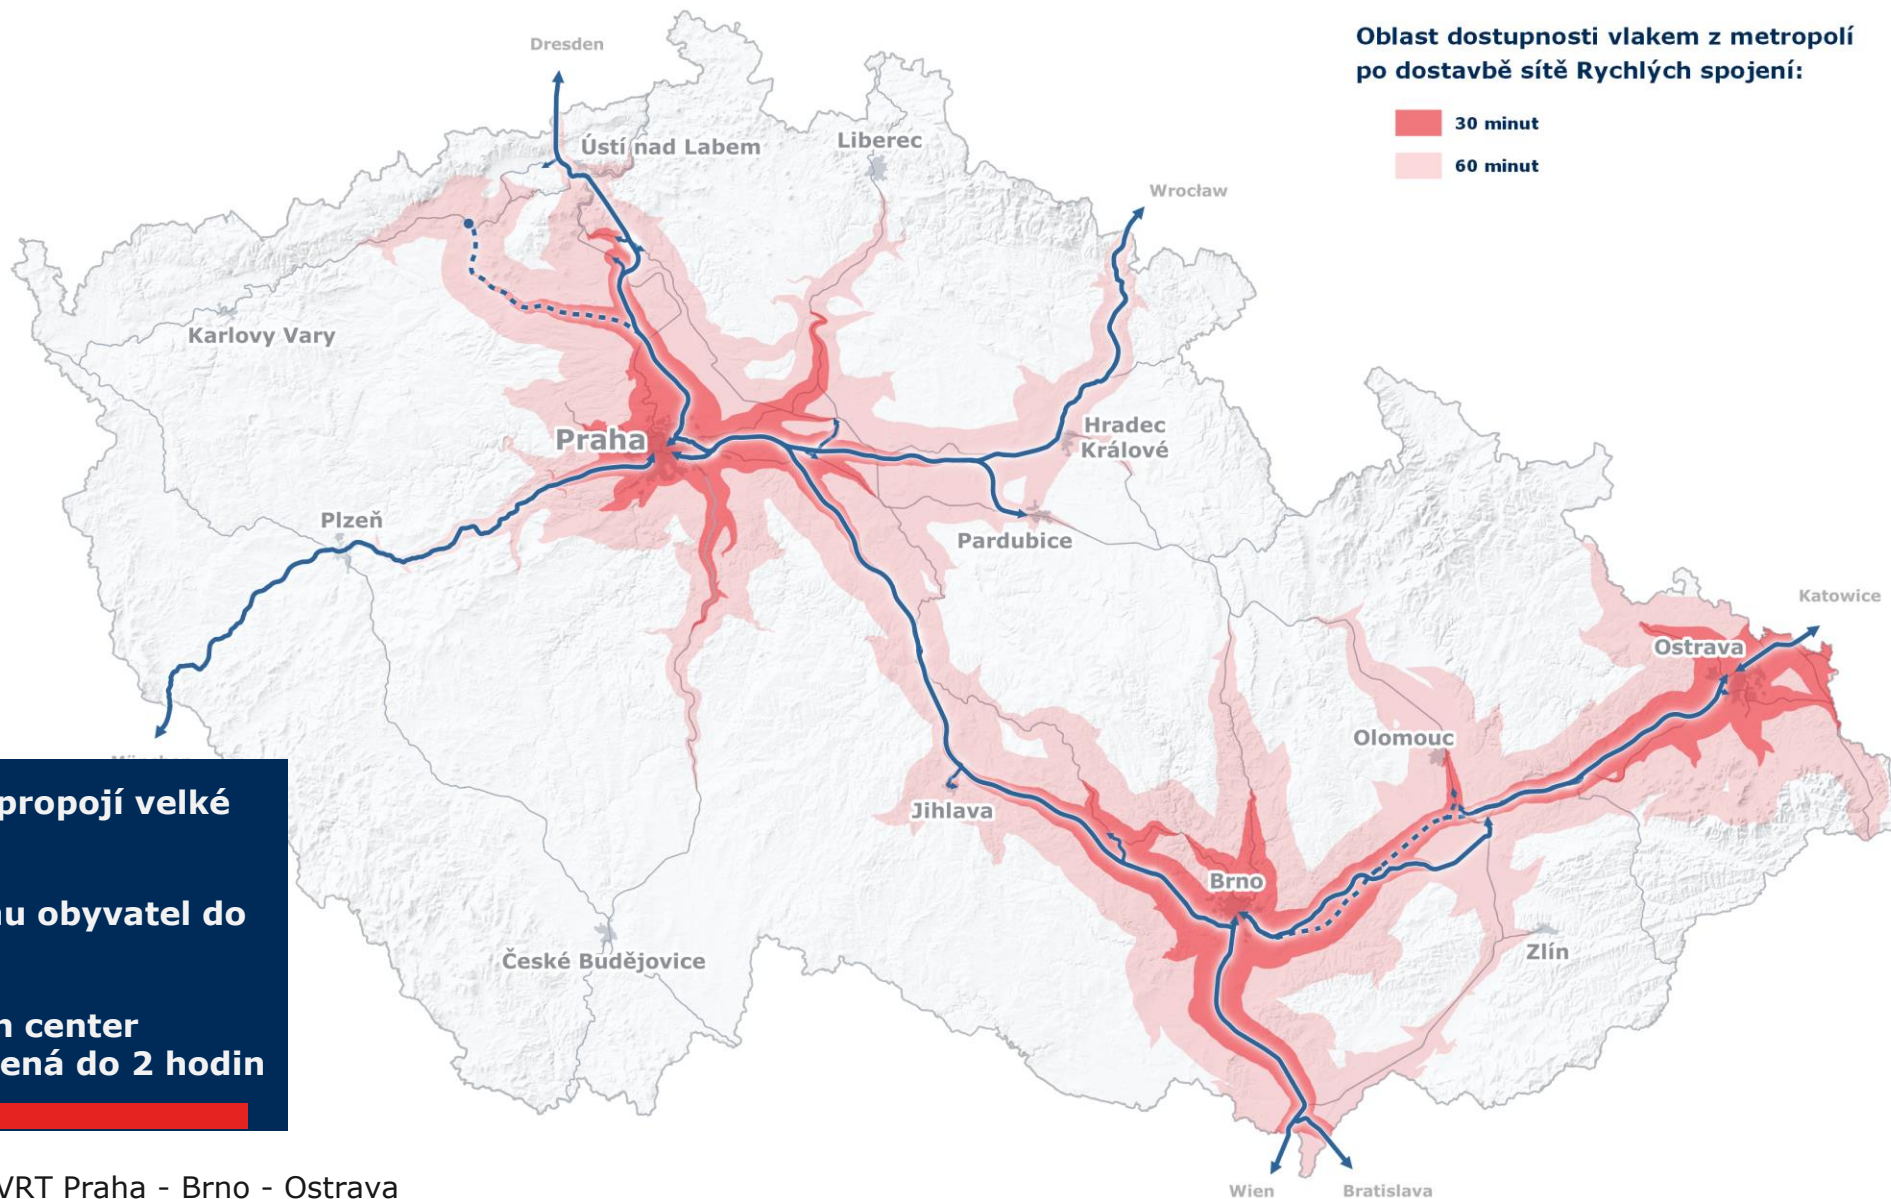 Oblast dostupnosti vlakem z metropolí
po dostavbě sítě Rychlých spojení:
30 minut
60 minut
Dresden
Ústí nad Labem
Liberec
Wrocław
Karlovy Vary
Praha
Hradec
Králové
Plzeň
Pardubice
Katowice
Ostrava
Olomouc
Jihlava
Brno
Zlín
České Budějovice
Wien
Bratislava
propojí velké
obyvatel do
center
do 2 hodin
VRT Praha - Brno - Ostrava